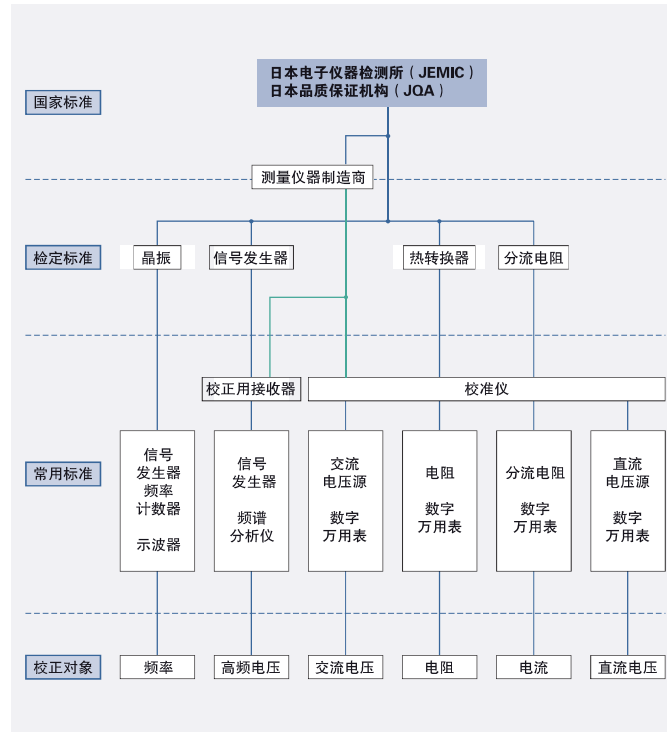 日本电子仪器检测所（JEMIC）
日本品质保证机构（JQA）
国家标准
测量仪器制造商
检定标准
晶振
信号发生器
热转换器
分流电阻
校正用接收器
校准仪
常用标准
信号
发生器
频率
计数器
示波器
信号
发生器
频谱
分析仪
交流
电压源
数字
万用表
电阻
数字
万用表
分流电阻
数字
万用表
直流
电压源
数字
万用表
校正对象
频率
高频电压
交流电压
电阻
电流
直流电压